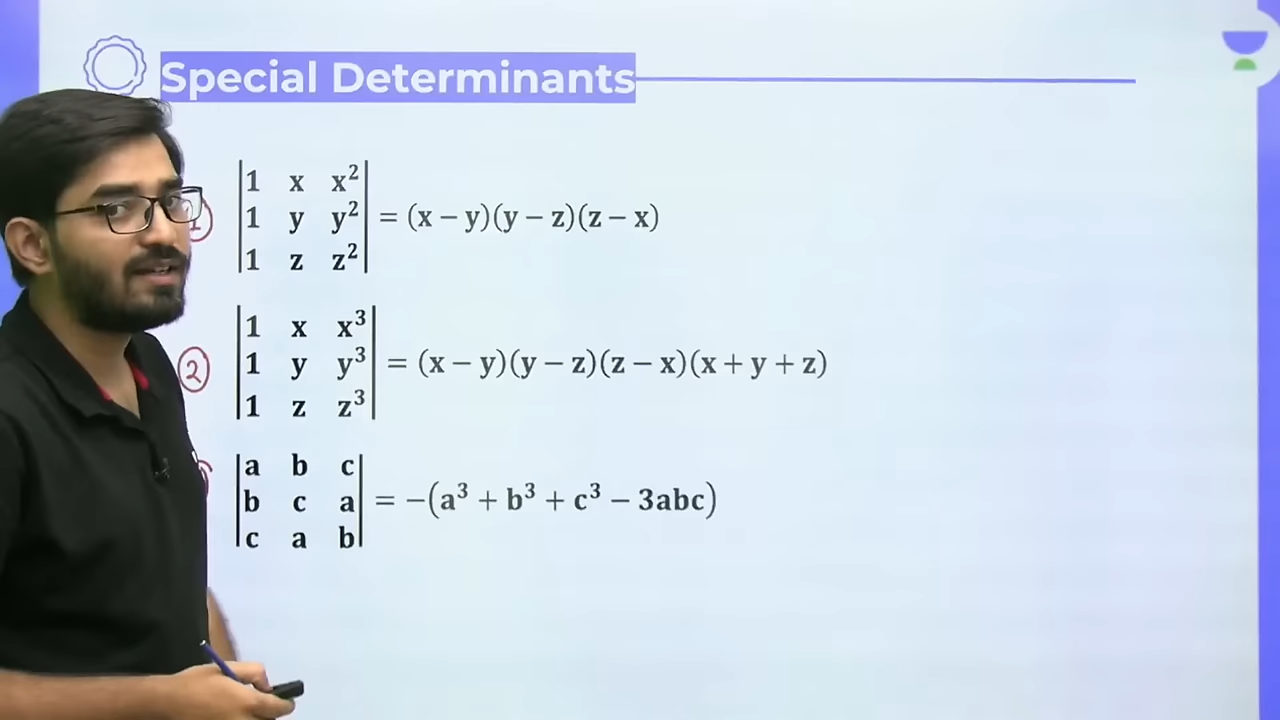 Special Determinants
1 x x²
1 y y² = (x − y)(y − z)(z − x)
1 z z²
1 x x³
② |1 y y³| = (x − y)(y − z)(z − x)(x + y + z)
1 z z³
a b c
b c a = −(a³ + b³ + c³ − 3abc)
c a b